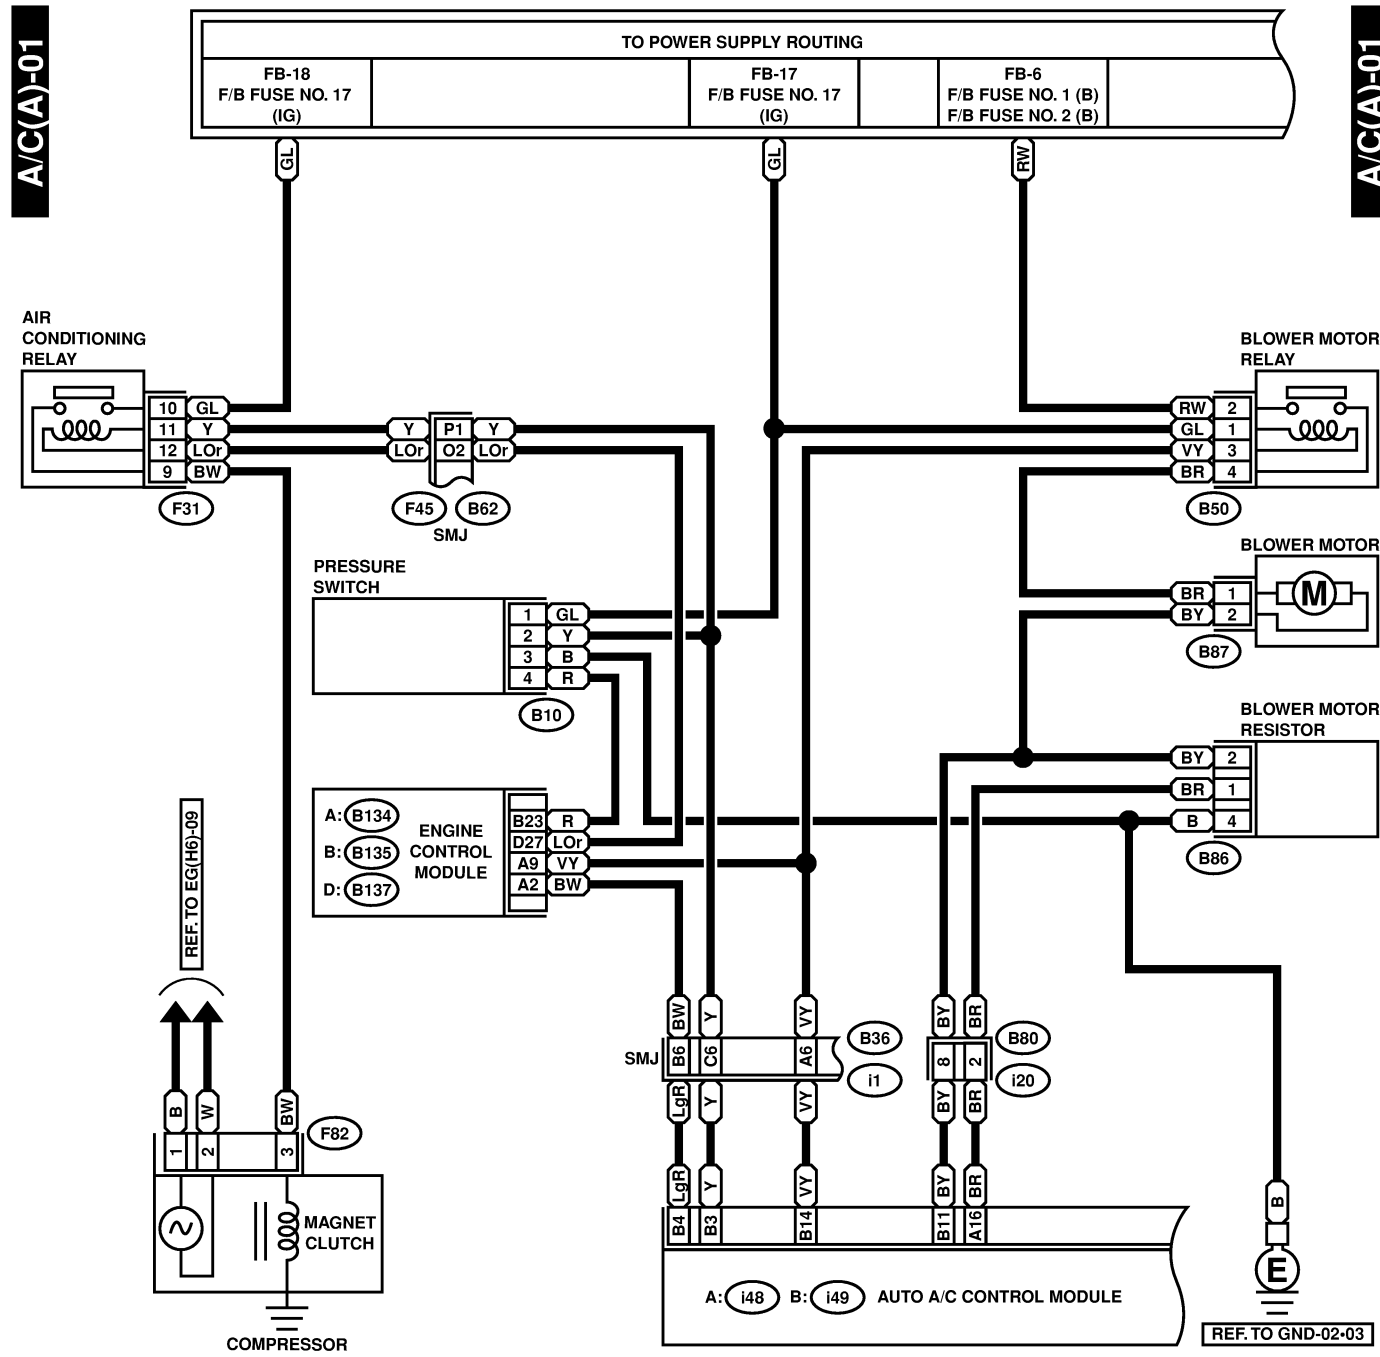 A/C(A)-01
A/C(A)-01
TO POWER SUPPLY ROUTING
FB-18
F/B FUSE NO. 17
(IG)
FB-17
F/B FUSE NO. 17
(IG)
FB-6
F/B FUSE NO. 1 (B)
F/B FUSE NO. 2 (B)
GL
GL
RW
AIR
CONDITIONING
RELAY
10 GL
11 Y
12 LOr
9 BW
F31
Y P1 Y
LOr O2 LOr
F45 B62
SMJ
BLOWER MOTOR
RELAY
RW 2
GL 1
VY 3
BR 4
B50
PRESSURE
SWITCH
1 GL
2 Y
3 B
4 R
B10
BLOWER MOTOR
M
BR 1
BY 2
B87
BLOWER MOTOR
RESISTOR
BY 2
BR 1
B 4
B86
A: B134
B: B135
D: B137
ENGINE
CONTROL
MODULE
B23 R
D27 LOr
A9 VY
A2 BW
REF. TO EG(H6)-09
BW Y VY BY BR
SMJ B6 C6 A6 B36
i1
8 2 B80
i20
LgR Y VY BY BR
B W BW
1 2 3 F82
MAGNET
CLUTCH
COMPRESSOR
LgR Y VY BY BR
B4 B3 B14 B11 A16
A: i48 B: i49 AUTO A/C CONTROL MODULE
B
E
REF. TO GND-02•03